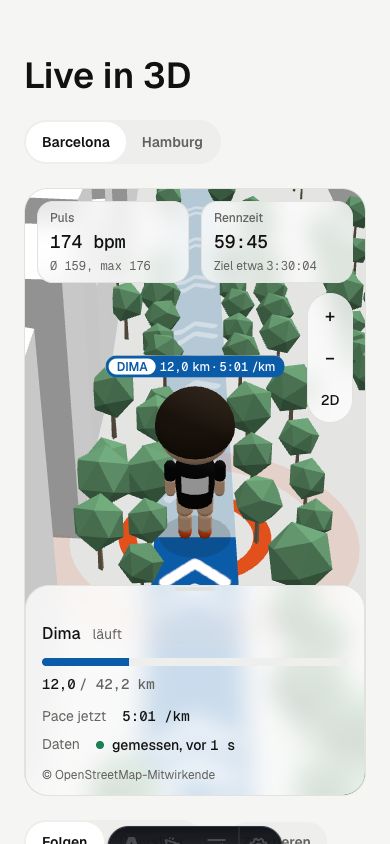 Live in 3D
Barcelona
Hamburg
Puls
174 bpm
Ø 159, max 176
Rennzeit
59:45
Ziel etwa 3:30:04
+
−
2D
DIMA 12,0 km · 5:01 /km
Dima läuft
12,0 / 42,2 km
Pace jetzt 5:01 /km
Daten gemessen, vor 1 s
© OpenStreetMap-Mitwirkende
Folgen